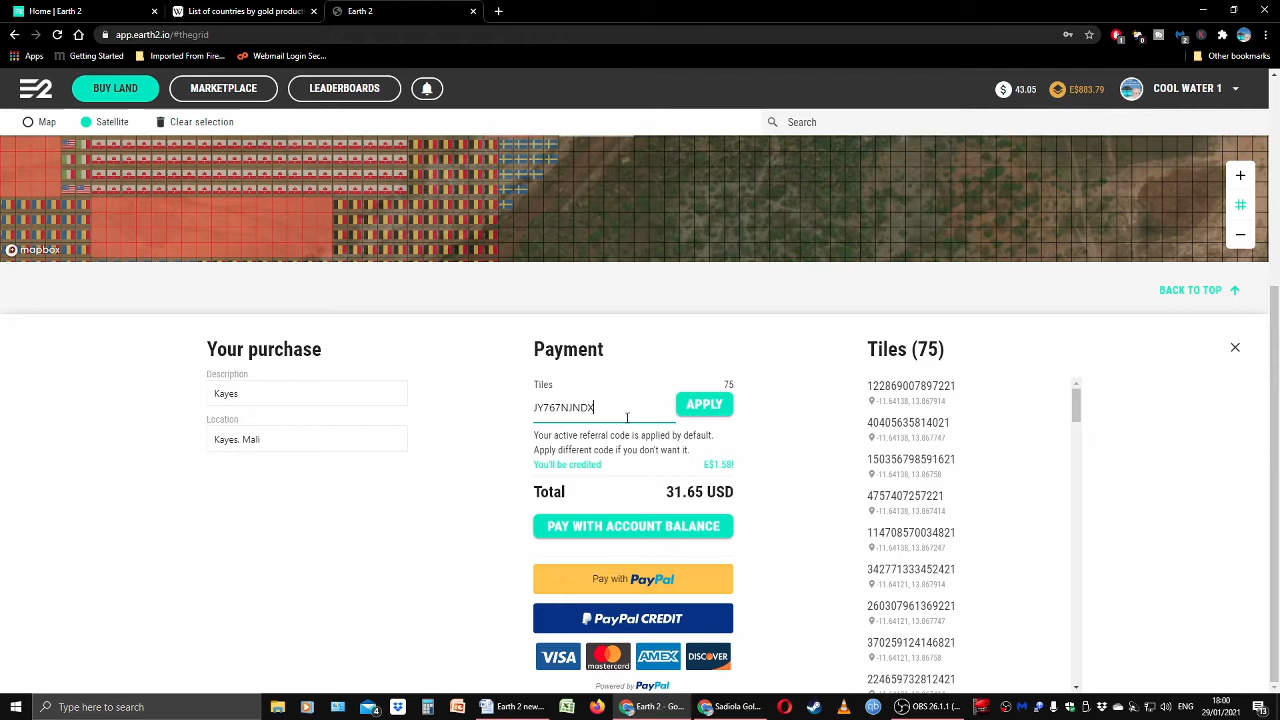 Home | Earth 2
List of countries by gold product
Earth 2
app.earth2.io/#thegrid
Apps
Getting Started
Imported From Fire...
Webmail Login Sec...
Other bookmarks
BUY LAND
MARKETPLACE
LEADERBOARDS
43.05
E$883.79
COOL WATER 1
Map
Satellite
Clear selection
Search
mapbox
BACK TO TOP
Your purchase
Description
Kayes
Location
Kayes. Mali
Payment
Tiles 75
JY767NJNDX
APPLY
Your active referral code is applied by default.
Apply different code if you don't want it.
You'll be credited E$1.58!
Total 31.65 USD
PAY WITH ACCOUNT BALANCE
Pay with PayPal
PayPal CREDIT
VISA mastercard AMEX DISCOVER
Powered by PayPal
Tiles (75)
122869007897221
-11.64138, 13.867914
40405635814021
-11.64138, 13.867747
150356798591621
-11.64138, 13.86758
4757407257221
-11.64138, 13.867414
114708570034821
-11.64138, 13.867247
342771333452421
-11.64121, 13.867914
260307961369221
-11.64121, 13.867747
370259124146821
-11.64121, 13.86758
224659732812421
Type here to search
Earth 2 new...
Earth 2 - Go...
Sadiola Gol...
OBS 26.1.1 (...
ENG
18:00
29/01/2021